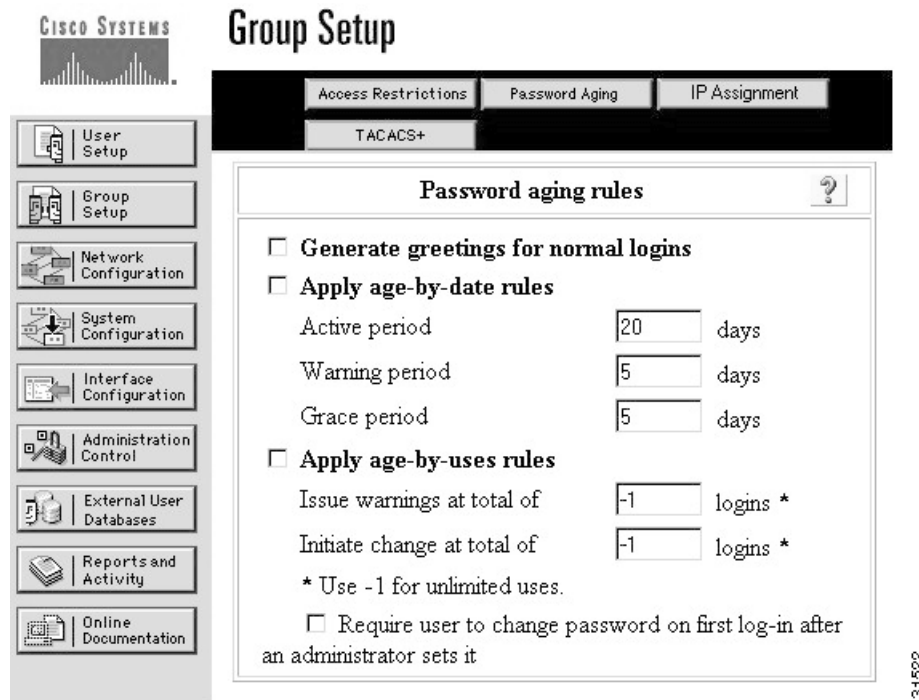 CISCO SYSTEMS
Group Setup
Access Restrictions
Password Aging
IP Assignment
TACACS+
User
Setup
Group
Setup
Network
Configuration
System
Configuration
Interface
Configuration
Administration
Control
External User
Databases
Reports and
Activity
Online
Documentation
Password aging rules
?
Generate greetings for normal logins
Apply age-by-date rules
Active period 20 days
Warning period 5 days
Grace period 5 days
Apply age-by-uses rules
Issue warnings at total of -1 logins *
Initiate change at total of -1 logins *
* Use -1 for unlimited uses.
Require user to change password on first log-in after
an administrator sets it